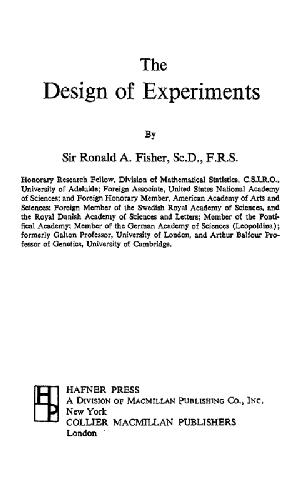 The
Design of Experiments
By
Sir Ronald A. Fisher, Sc.D., F.R.S.
Honorary Research Fellow, Division of Mathematical Statistics, C.S.I.R.O.,
University of Adelaide; Foreign Associate, United States National Academy
of Sciences; and Foreign Honorary Member, American Academy of Arts and
Sciences; Foreign Member of the Swedish Royal Academy of Sciences, and
the Royal Danish Academy of Sciences and Letters; Member of the Ponti-
fical Academy; Member of the German Academy of Sciences (Leopoldina);
formerly Galton Professor, University of London, and Arthur Balfour Pro-
fessor of Genetics, University of Cambridge.
HP
HAFNER PRESS
A DIVISION OF MACMILLAN PUBLISHING CO., INC.
New York
COLLIER MACMILLAN PUBLISHERS
London